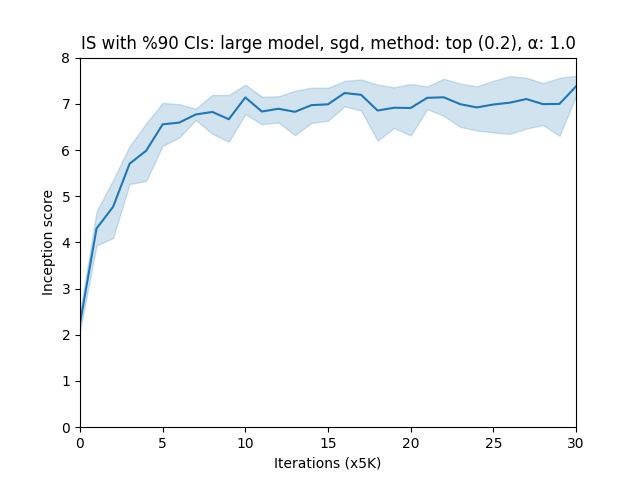 IS with %90 CIs: large model, sgd, method: top (0.2), α: 1.0
8
7
6
5
4
3
2
1
0
Inception score
0 5 10 15 20 25 30
Iterations (x5K)